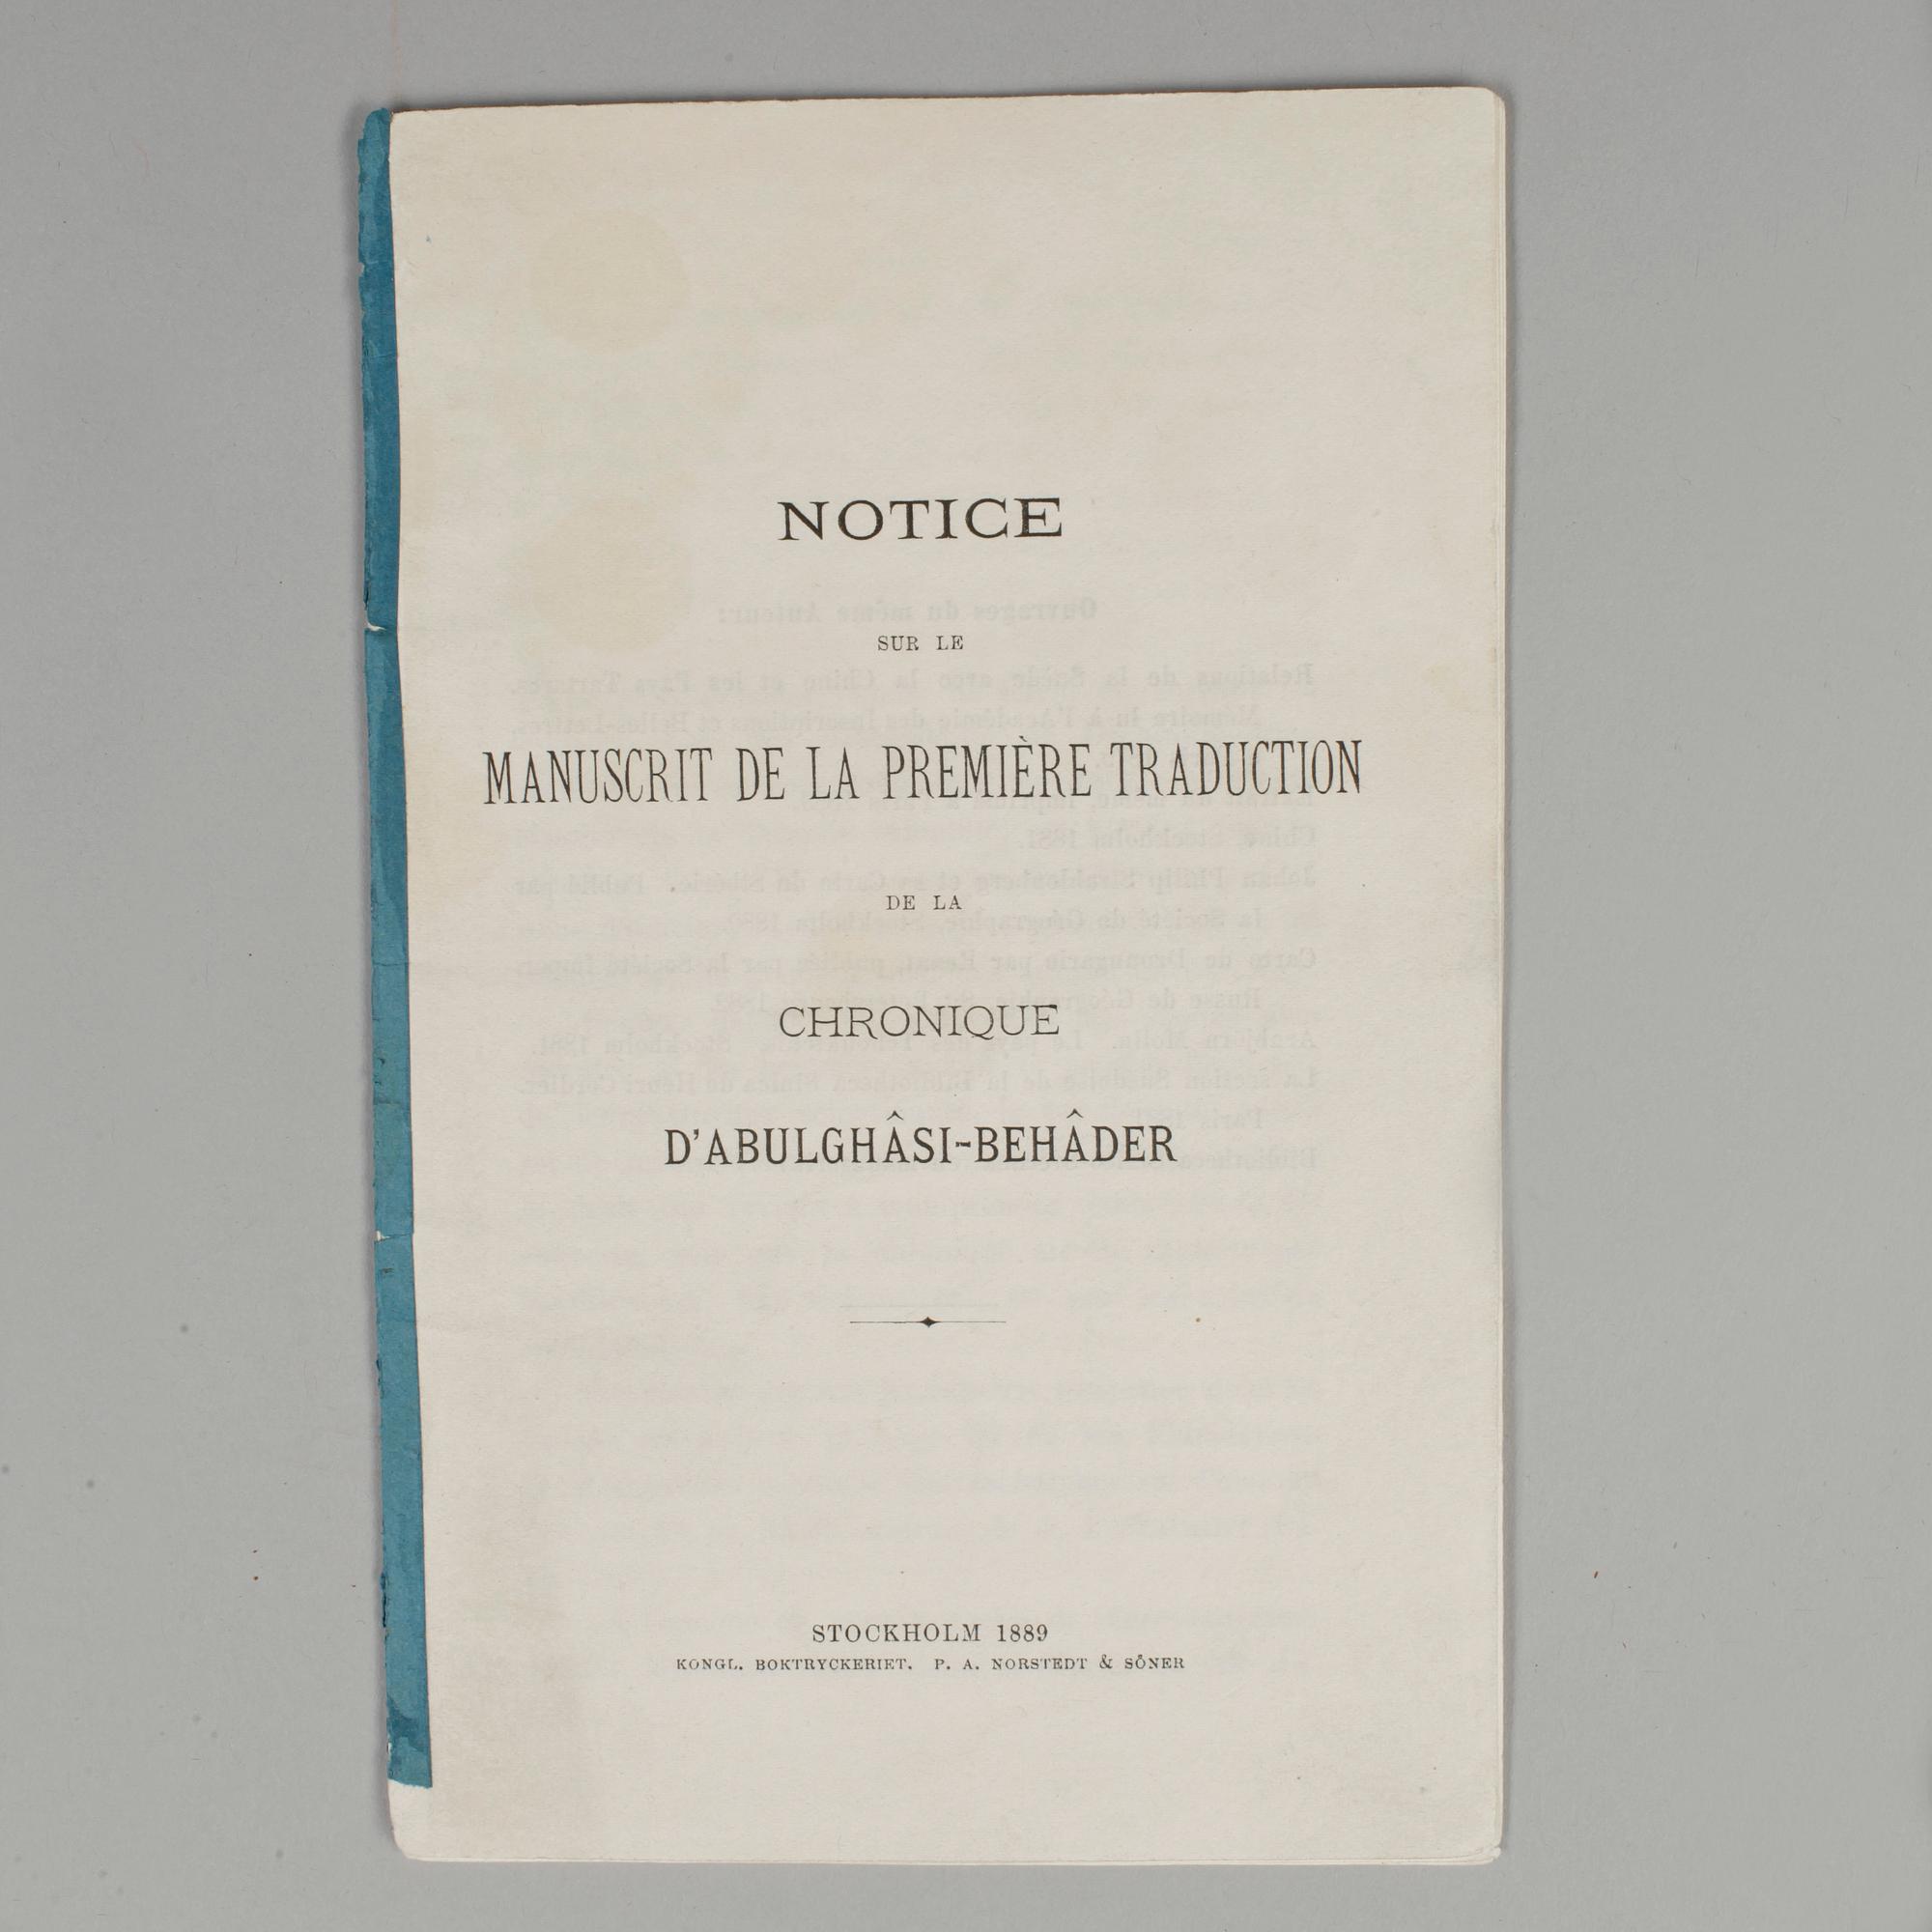 NOTICE
SUR LE
MANUSCRIT DE LA PREMIÈRE TRADUCTION
DE LA
CHRONIQUE
D'ABULGHÂSI-BEHÂDER
STOCKHOLM 1889
KONGL. BOKTRYCKERIET. P. A. NORSTEDT & SÖNER